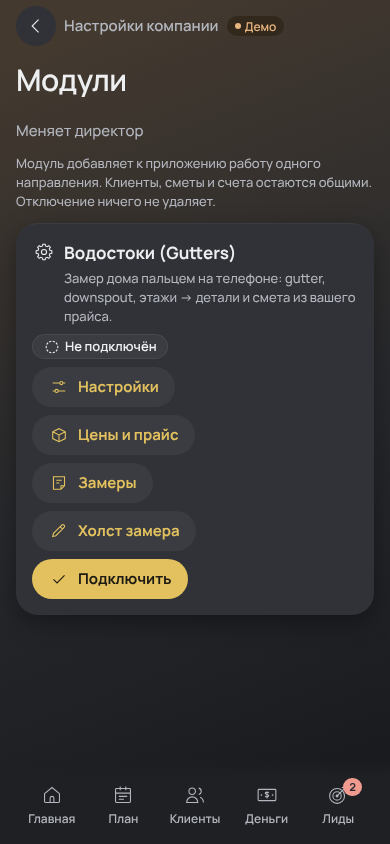 Настройки компании
Демо
Модули
Меняет директор
Модуль добавляет к приложению работу одного
направления. Клиенты, сметы и счета остаются общими.
Отключение ничего не удаляет.
Водостоки (Gutters)
Замер дома пальцем на телефоне: gutter,
downspout, этажи → детали и смета из вашего
прайса.
Не подключён
Настройки
Цены и прайс
Замеры
Холст замера
Подключить
2
Главная
План
Клиенты
Деньги
Лиды